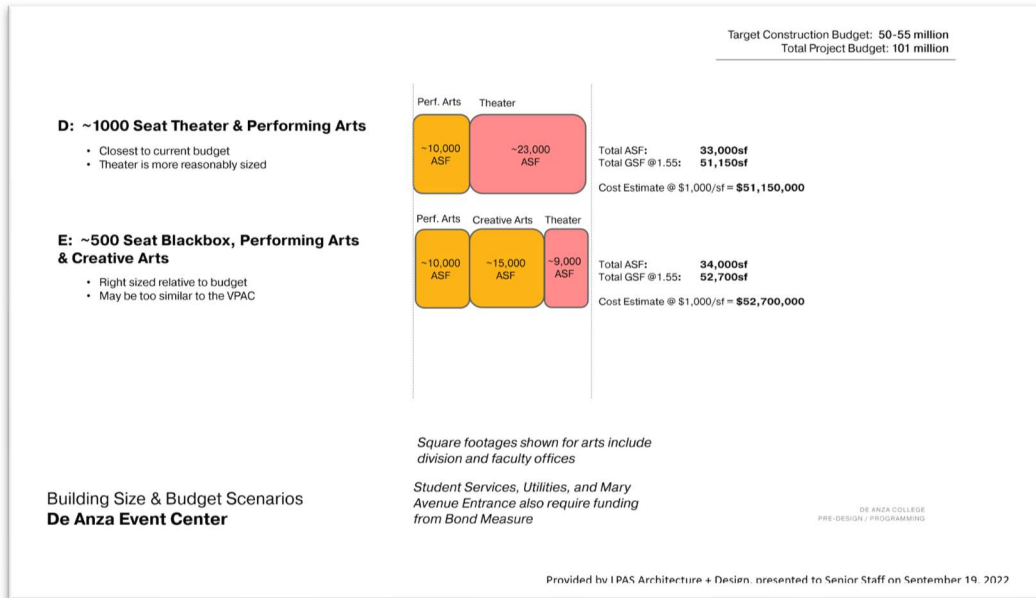 Target Construction Budget: 50-55 million
Total Project Budget: 101 million
D: ~1000 Seat Theater & Performing Arts
• Closest to current budget
• Theater is more reasonably sized
Perf. Arts Theater
~10,000
ASF
~23,000
ASF
Total ASF: 33,000sf
Total GSF @1.55: 51,150sf
Cost Estimate @ $1,000/sf = $51,150,000
E: ~500 Seat Blackbox, Performing Arts
& Creative Arts
• Right sized relative to budget
• May be too similar to the VPAC
Perf. Arts Creative Arts Theater
~10,000
ASF
~15,000
ASF
~9,000
ASF
Total ASF: 34,000sf
Total GSF @1.55: 52,700sf
Cost Estimate @ $1,000/sf = $52,700,000
Square footages shown for arts include
division and faculty offices
Student Services, Utilities, and Mary
Avenue Entrance also require funding
from Bond Measure
Building Size & Budget Scenarios
De Anza Event Center
DE ANZA COLLEGE
PRE-DESIGN / PROGRAMMING
Provided by LPAS Architecture + Design, presented to Senior Staff on September 19, 2022